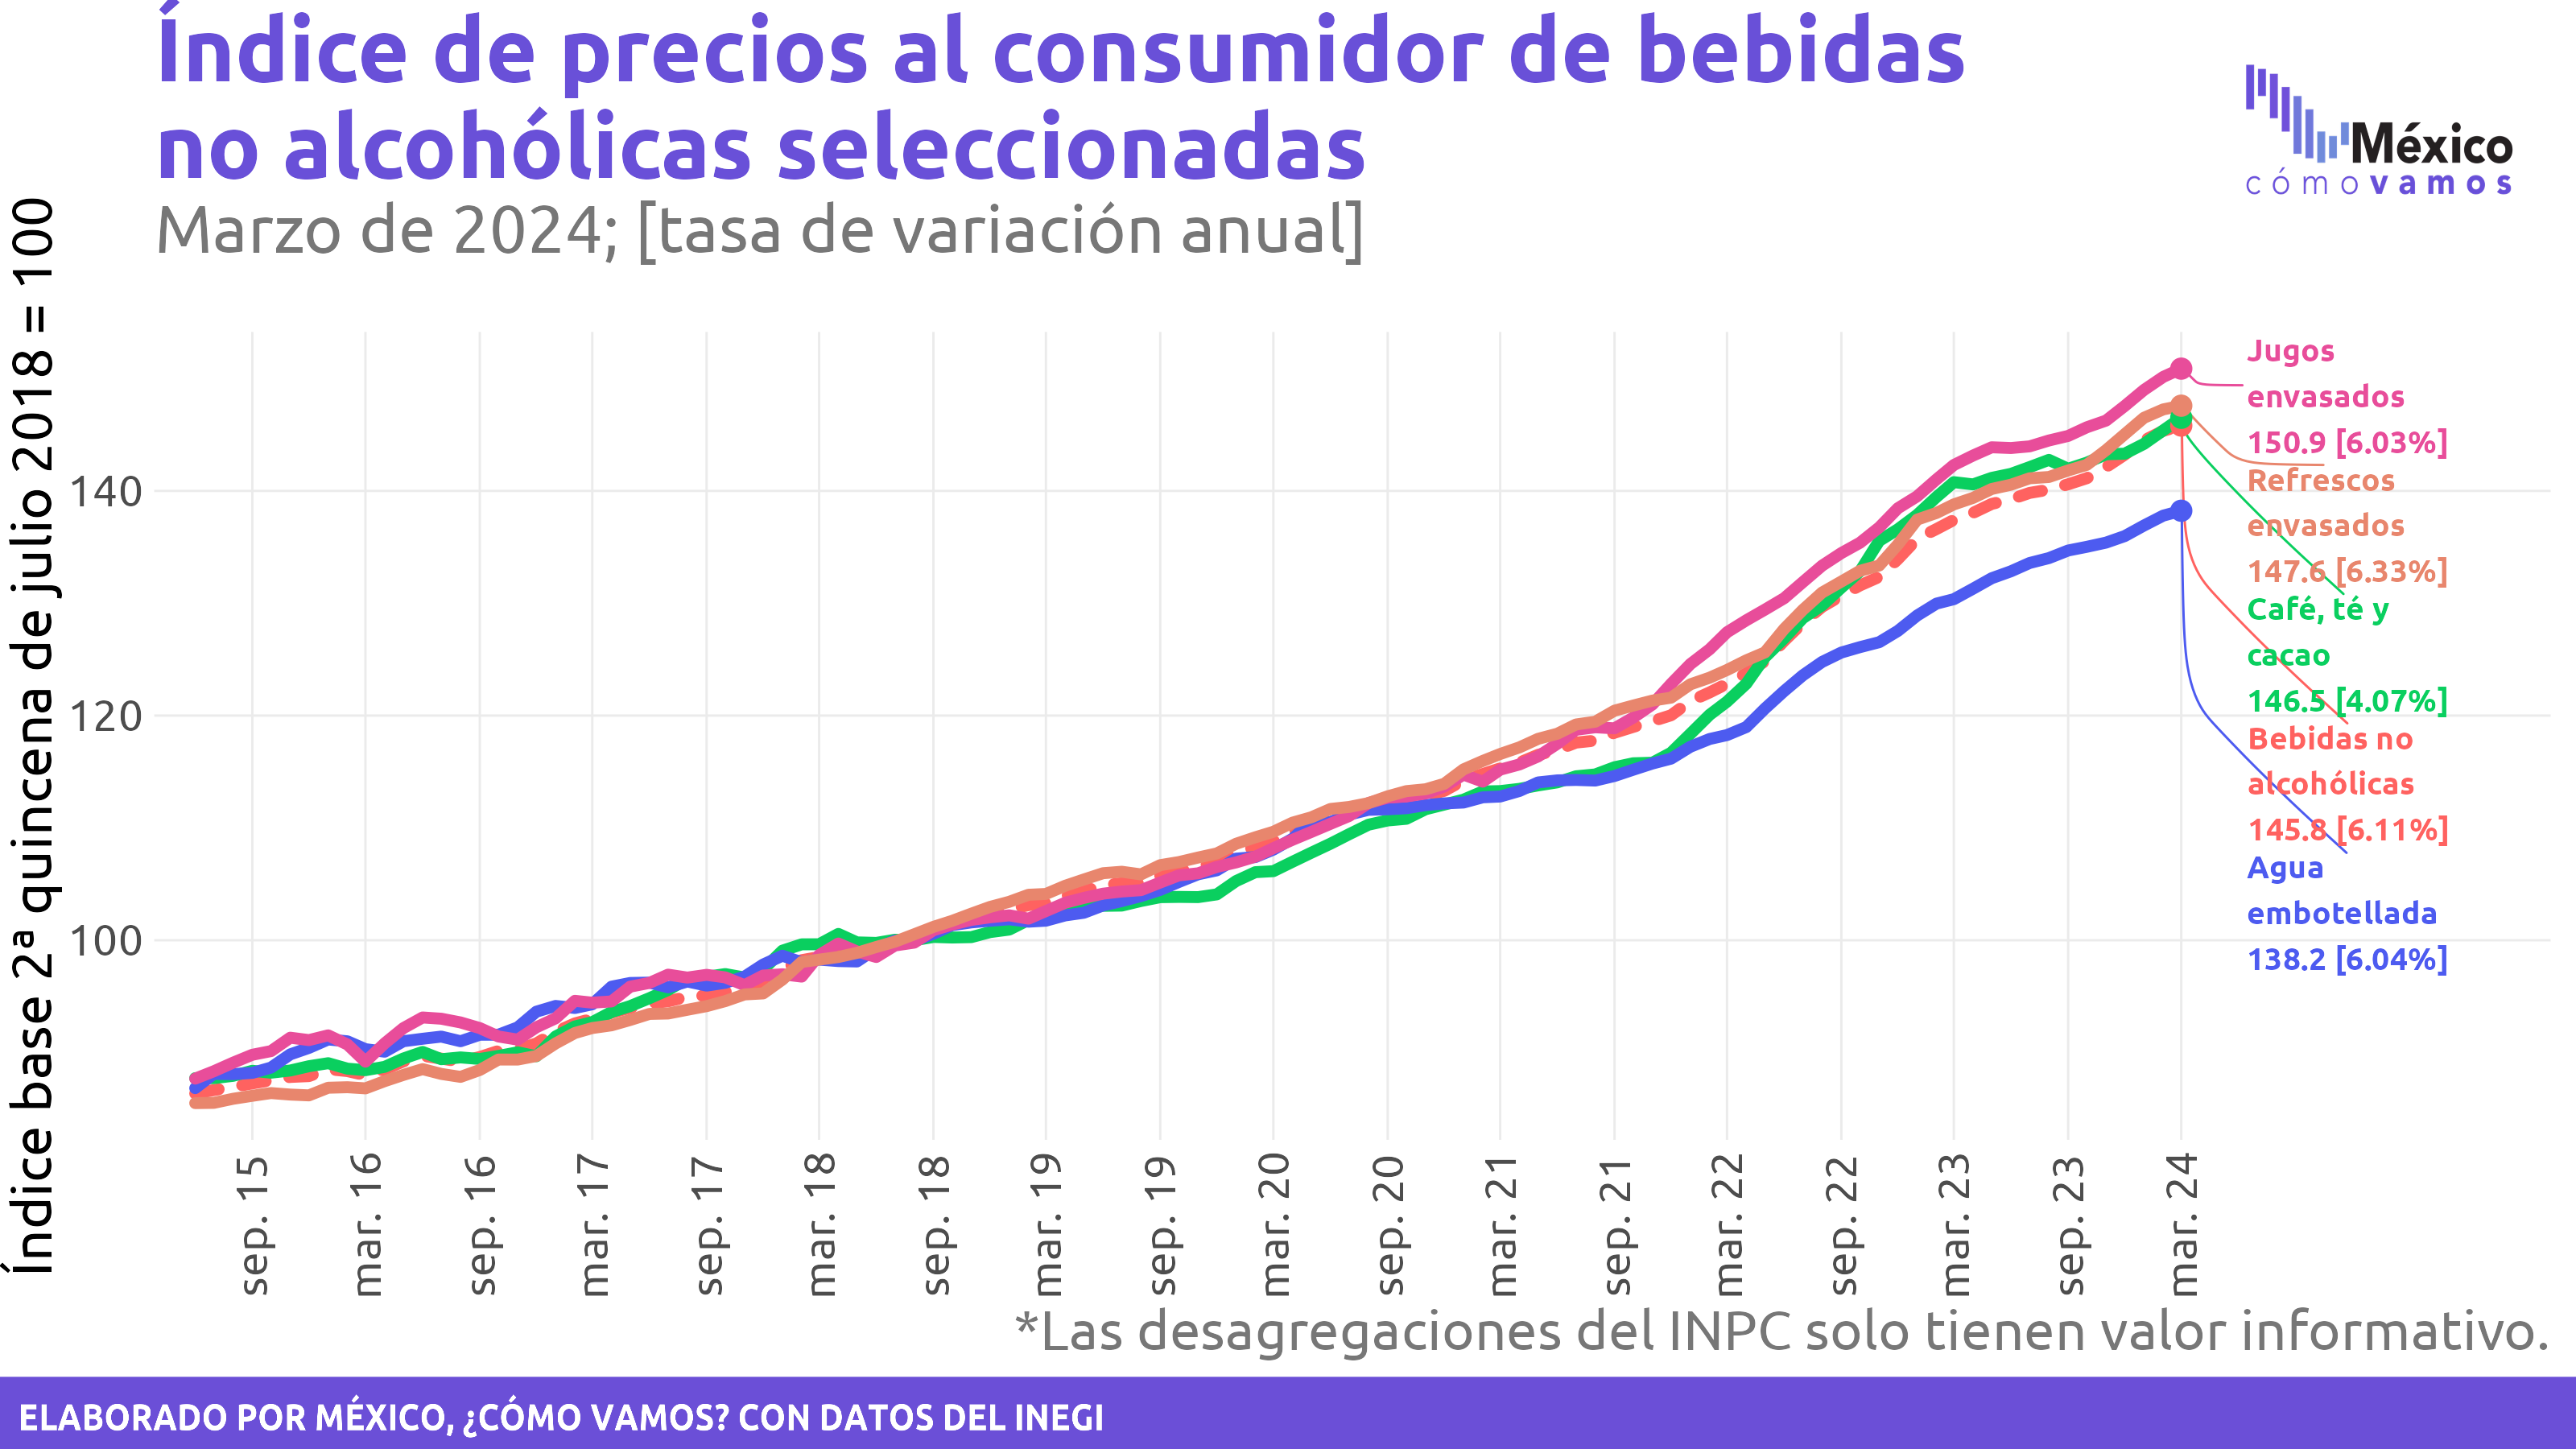 Índice de precios al consumidor de bebidas
no alcohólicas seleccionadas
Marzo de 2024; [tasa de variación anual]
México
cómo vamos
Índice base 2ª quincena de julio 2018 = 100
140
120
100
Jugos
envasados
150.9 [6.03%]
Refrescos
envasados
147.6 [6.33%]
Café, té y
cacao
146.5 [4.07%]
Bebidas no
alcohólicas
145.8 [6.11%]
Agua
embotellada
138.2 [6.04%]
sep. 15
mar. 16
sep. 16
mar. 17
sep. 17
mar. 18
sep. 18
mar. 19
sep. 19
mar. 20
sep. 20
mar. 21
sep. 21
mar. 22
sep. 22
mar. 23
sep. 23
mar. 24
*Las desagregaciones del INPC solo tienen valor informativo.
ELABORADO POR MÉXICO, ¿CÓMO VAMOS? CON DATOS DEL INEGI